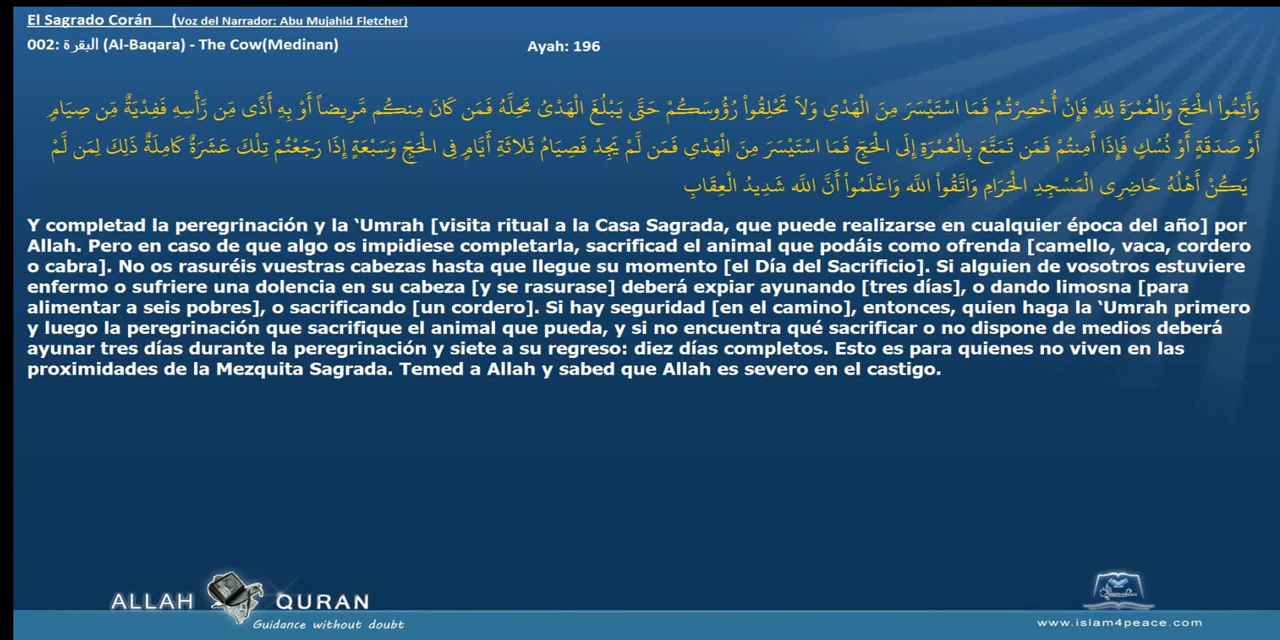 El Sagrado Corán (Voz del Narrador: Abu Mujahid Fletcher)
002: البقرة (Al-Baqara) - The Cow(Medinan) Ayah: 196
وَأَتِمُّواْ الْحَجَّ وَالْعُمْرَةَ لِلّهِ فَإِنْ أُحْصِرْتُمْ فَمَا اسْتَيْسَرَ مِنَ الْهَدْيِ وَلاَ تَحْلِقُواْ رُؤُوسَكُمْ حَتَّى يَبْلُغَ الْهَدْيُ مَحِلَّهُ فَمَن كَانَ مِنكُم مَّرِيضاً أَوْ بِهِ أَذًى مِّن رَّأْسِهِ فَفِدْيَةٌ مِّن صِيَامٍ
أَوْ صَدَقَةٍ أَوْ نُسُكٍ فَإِذَا أَمِنتُمْ فَمَن تَمَتَّعَ بِالْعُمْرَةِ إِلَى الْحَجِّ فَمَا اسْتَيْسَرَ مِنَ الْهَدْيِ فَمَن لَّمْ يَجِدْ فَصِيَامُ ثَلاثَةِ أَيَّامٍ فِي الْحَجِّ وَسَبْعَةٍ إِذَا رَجَعْتُمْ تِلْكَ عَشَرَةٌ كَامِلَةٌ ذَلِكَ لِمَن لَّمْ
يَكُنْ أَهْلُهُ حَاضِرِي الْمَسْجِدِ الْحَرَامِ وَاتَّقُواْ اللّهَ وَاعْلَمُواْ أَنَّ اللّهَ شَدِيدُ الْعِقَابِ
Y completad la peregrinación y la ‘Umrah [visita ritual a la Casa Sagrada, que puede realizarse en cualquier época del año] por
Allah. Pero en caso de que algo os impidiese completarla, sacrificad el animal que podáis como ofrenda [camello, vaca, cordero
o cabra]. No os rasuréis vuestras cabezas hasta que llegue su momento [el Día del Sacrificio]. Si alguien de vosotros estuviere
enfermo o sufriere una dolencia en su cabeza [y se rasurase] deberá expiar ayunando [tres días], o dando limosna [para
alimentar a seis pobres], o sacrificando [un cordero]. Si hay seguridad [en el camino], entonces, quien haga la ‘Umrah primero
y luego la peregrinación que sacrifique el animal que pueda, y si no encuentra qué sacrificar o no dispone de medios deberá
ayunar tres días durante la peregrinación y siete a su regreso: diez días completos. Esto es para quienes no viven en las
proximidades de la Mezquita Sagrada. Temed a Allah y sabed que Allah es severo en el castigo.
ALLAH QURAN
Guidance without doubt
www.islam4peace.com